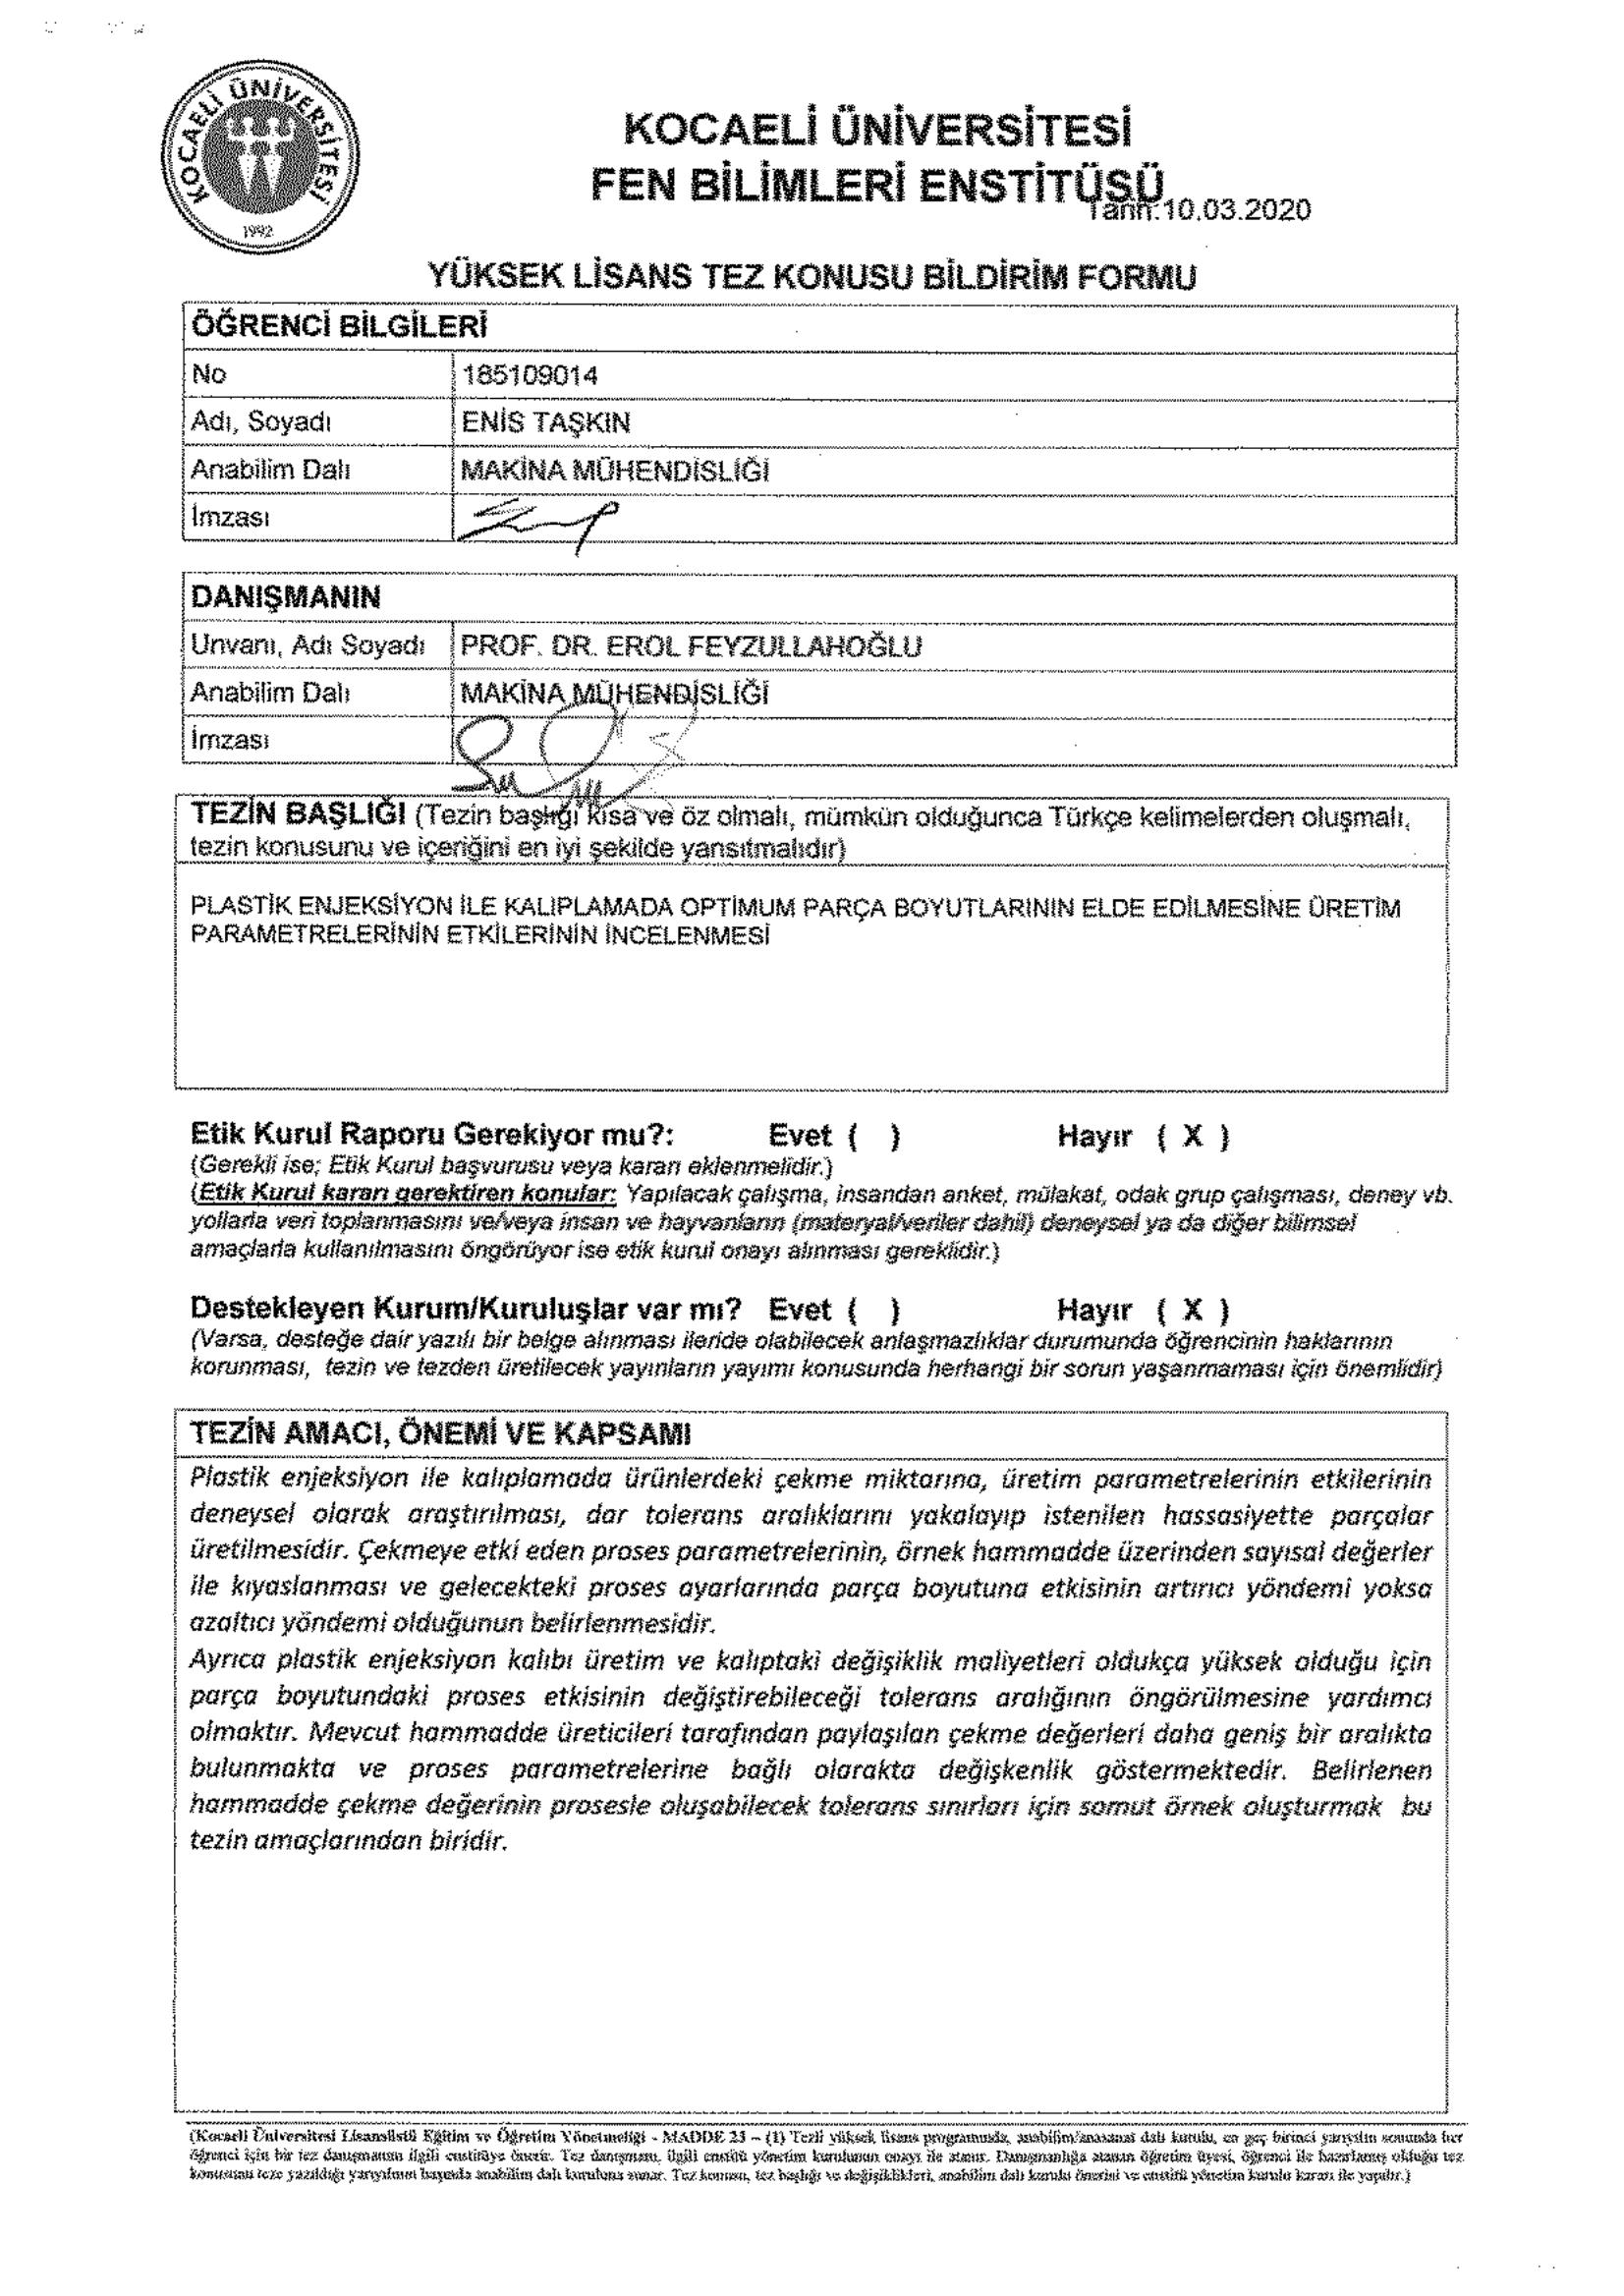 KOCAELİ ÜNİVERSİTESİ
1992
KOCAELİ ÜNİVERSİTESİ
FEN BİLİMLERİ ENSTİTÜSÜ
Tarih:10.03.2020
YÜKSEK LİSANS TEZ KONUSU BİLDİRİM FORMU
ÖĞRENCİ BİLGİLERİ
No 185109014
Adı, Soyadı ENİS TAŞKIN
Anabilim Dalı MAKİNA MÜHENDİSLİĞİ
İmzası
DANIŞMANIN
Unvanı, Adı Soyadı PROF. DR. EROL FEYZULLAHOĞLU
Anabilim Dalı MAKİNA MÜHENDİSLİĞİ
İmzası
TEZİN BAŞLIĞI (Tezin başlığı kısa ve öz olmalı, mümkün olduğunca Türkçe kelimelerden oluşmalı,
tezin konusunu ve içeriğini en iyi şekilde yansıtmalıdır)
PLASTİK ENJEKSİYON İLE KALIPLAMADA OPTİMUM PARÇA BOYUTLARININ ELDE EDİLMESİNE ÜRETİM
PARAMETRELERİNİN ETKİLERİNİN İNCELENMESİ
Etik Kurul Raporu Gerekiyor mu?: Evet ( ) Hayır ( X )
(Gerekli ise; Etik Kurul başvurusu veya kararı eklenmelidir.)
(Etik Kurul kararı gerektiren konular: Yapılacak çalışma, insandan anket, mülakat, odak grup çalışması, deney vb.
yollarla veri toplanmasını ve/veya insan ve hayvanların (materyal/veriler dahil) deneysel ya da diğer bilimsel
amaçlarla kullanılmasını öngörüyor ise etik kurul onayı alınması gereklidir.)
Destekleyen Kurum/Kuruluşlar var mı? Evet ( ) Hayır ( X )
(Varsa, desteğe dair yazılı bir belge alınması ileride olabilecek anlaşmazlıklar durumunda öğrencinin haklarının
korunması, tezin ve tezden üretilecek yayınların yayımı konusunda herhangi bir sorun yaşanmaması için önemlidir)
TEZİN AMACI, ÖNEMİ VE KAPSAMI
Plastik enjeksiyon ile kalıplamada ürünlerdeki çekme miktarına, üretim parametrelerinin etkilerinin
deneysel olarak araştırılması, dar tolerans aralıklarını yakalayıp istenilen hassasiyette parçalar
üretilmesidir. Çekmeye etki eden proses parametrelerinin, örnek hammadde üzerinden sayısal değerler
ile kıyaslanması ve gelecekteki proses ayarlarında parça boyutuna etkisinin artırıcı yöndemi yoksa
azaltıcı yöndemi olduğunun belirlenmesidir.
Ayrıca plastik enjeksiyon kalıbı üretim ve kalıptaki değişiklik maliyetleri oldukça yüksek olduğu için
parça boyutundaki proses etkisinin değiştirebileceği tolerans aralığının öngörülmesine yardımcı
olmaktır. Mevcut hammadde üreticileri tarafından paylaşılan çekme değerleri daha geniş bir aralıkta
bulunmakta ve proses parametrelerine bağlı olarakta değişkenlik göstermektedir. Belirlenen
hammadde çekme değerinin prosesle oluşabilecek tolerans sınırları için somut örnek oluşturmak bu
tezin amaçlarından biridir.
(Kocaeli Üniversitesi Lisansüstü Eğitim ve Öğretim Yönetmeliği - MADDE 23 – (1) Tezli yüksek lisans programında, anabilim/anasanat dalı kurulu, en geç birinci yarıyılın sonunda her
öğrenci için bir tez danışmanını ilgili enstitüye önerir. Tez danışmanı, ilgili enstitü yönetim kurulunun onayı ile atanır. Danışmanlığa atanan öğretim üyesi, öğrenci ile hazırlamış olduğu tez
konusunu teze yazıldığı yarıyılının başında anabilim dalı kuruluna sunar. Tez konusu, tez başlığı ve değişiklikleri, anabilim dalı kurulu önerisi ve enstitü yönetim kurulu kararı ile yapılır.)